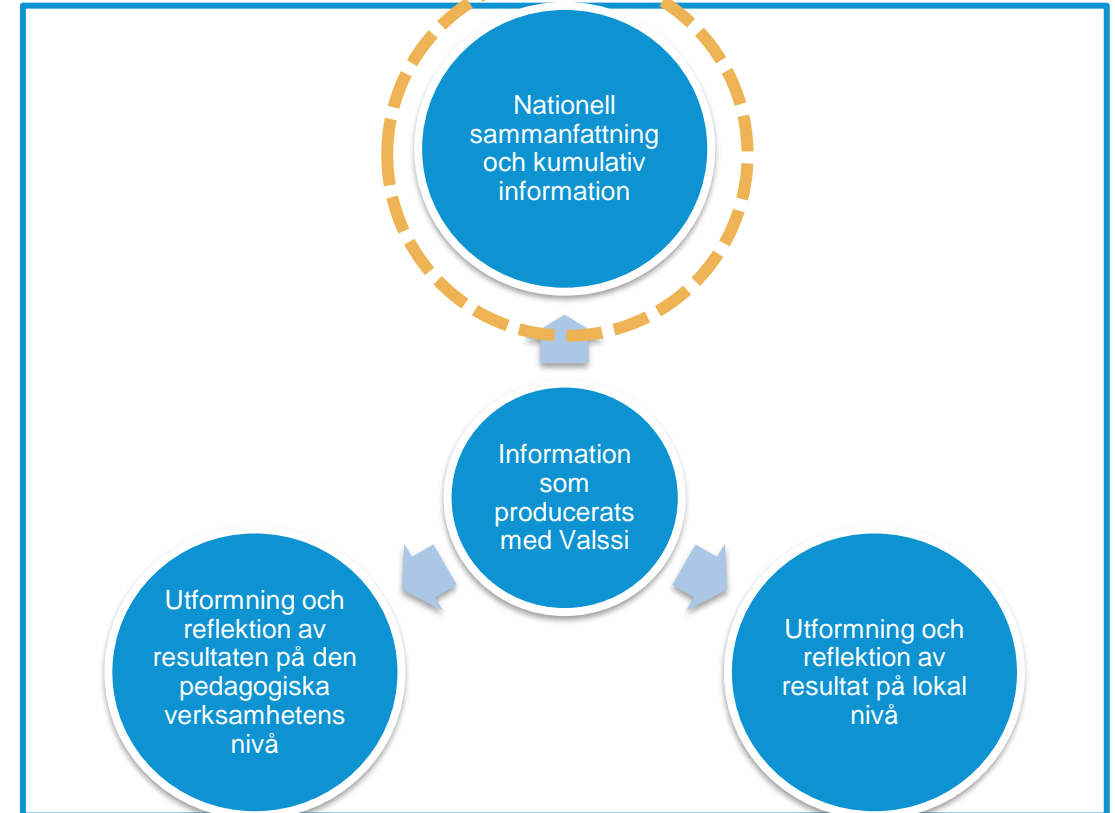 Nationell
sammanfattning
och kumulativ
information
Information
som
producerats
med Valssi
Utformning och
reflektion av
resultaten på den
pedagogiska
verksamhetens
nivå
Utformning och
reflektion av
resultat på lokal
nivå